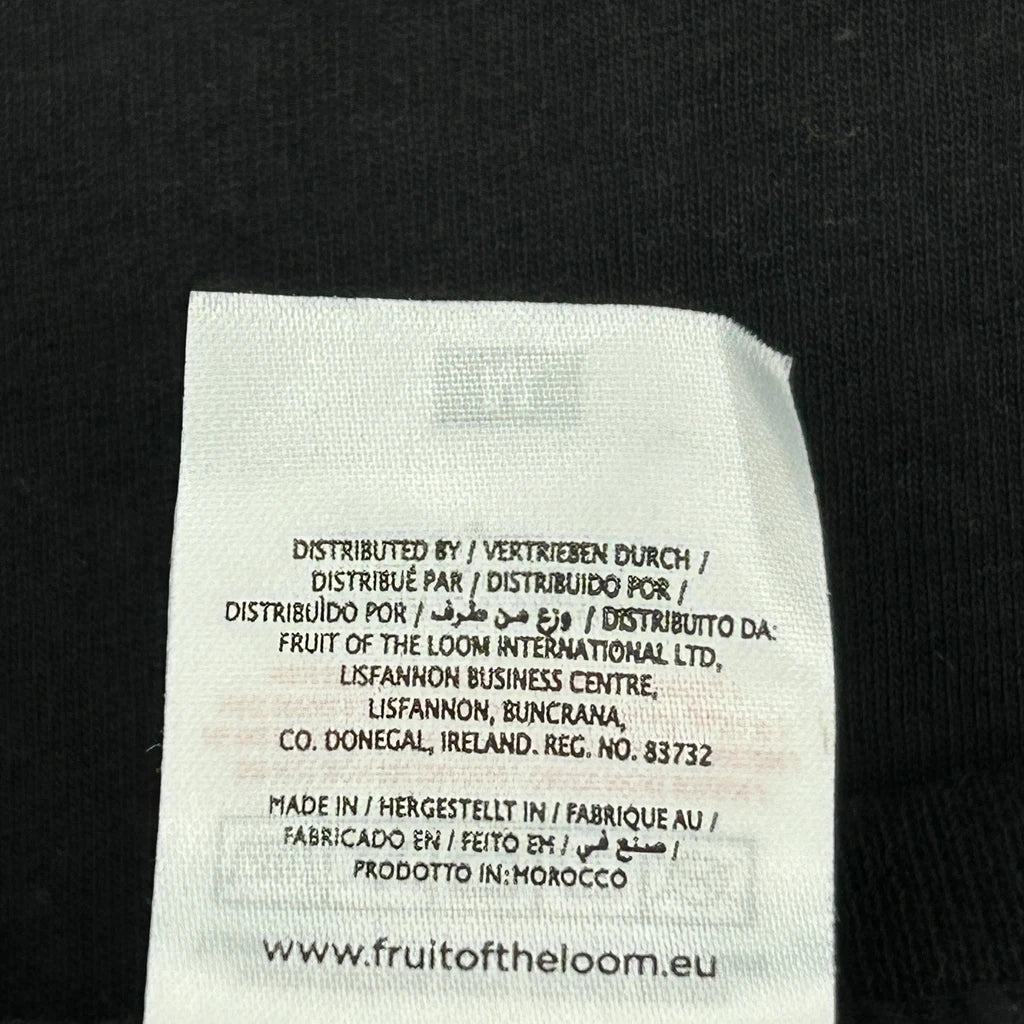 DISTRIBUTED BY / VERTRIEBEN DURCH /
DISTRIBUÉ PAR / DISTRIBUIDO POR /
DISTRIBUÌDO POR / وزع من طرف / DISTRIBUTTO DA:
FRUIT OF THE LOOM INTERNATIONAL LTD,
LISFANNON BUSINESS CENTRE,
LISFANNON, BUNCRANA,
CO. DONEGAL, IRELAND. REG. NO. 83732
MADE IN / HERGESTELLT IN / FABRIQUE AU /
FABRICADO EN / FEITO EM / صنع في /
PRODOTTO IN:MOROCCO
www.fruitoftheloom.eu